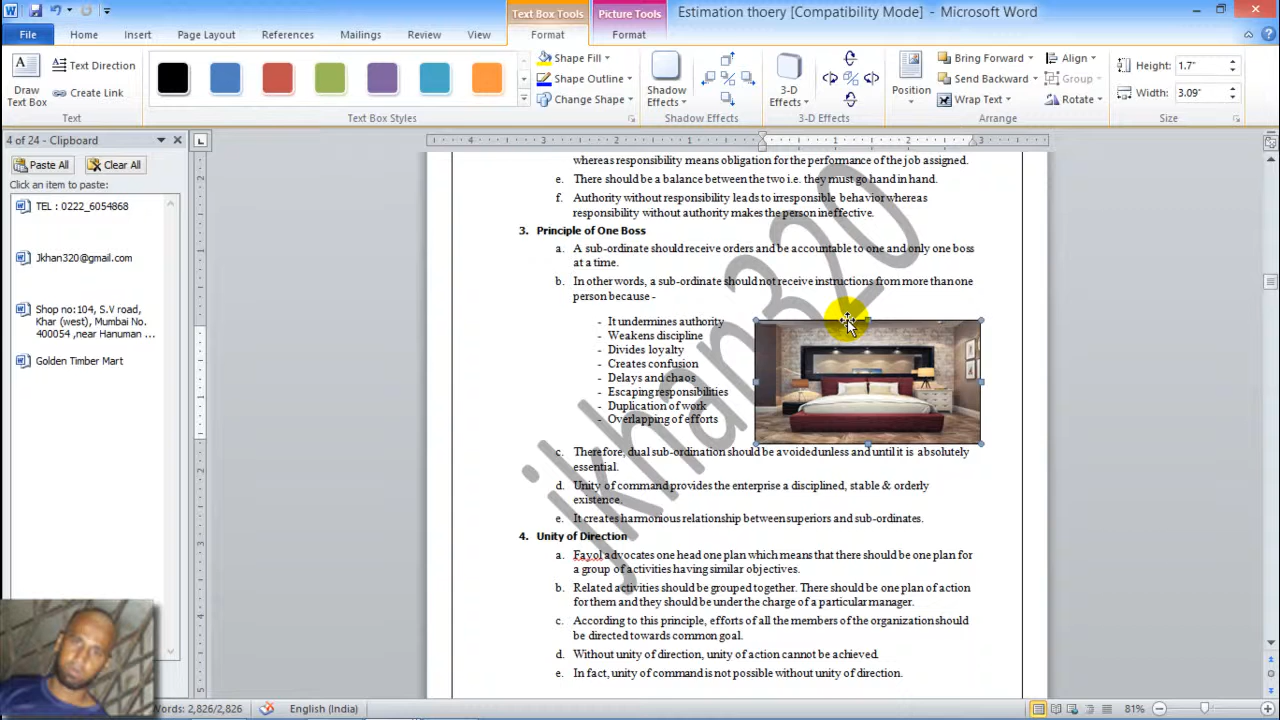 Text Box Tools
Picture Tools
Estimation thoery [Compatibility Mode] - Microsoft Word
File
Home
Insert
Page Layout
References
Mailings
Review
View
Format
Format
Draw
Text Box
Text Direction
Create Link
Text
Text Box Styles
Shape Fill
Shape Outline
Change Shape
Shadow
Effects
Shadow Effects
3-D
Effects
3-D Effects
Position
Bring Forward
Send Backward
Wrap Text
Align
Group
Rotate
Arrange
Height: 1.7"
Width: 3.09"
Size
4 of 24 - Clipboard
Paste All
Clear All
Click an item to paste:
TEL : 0222_6054868
Jkhan320@gmail.com
Shop no:104, S.V road,
Khar (west), Mumbai No.
400054 ,near Hanuman ...
Golden Timber Mart
whereas responsibility means obligation for the performance of the job assigned.
e. There should be a balance between the two i.e. they must go hand in hand.
f. Authority without responsibility leads to irresponsible behavior whereas
responsibility without authority makes the person ineffective.
3. Principle of One Boss
a. A sub-ordinate should receive orders and be accountable to one and only one boss
at a time.
b. In other words, a sub-ordinate should not receive instructions from more than one
person because -
- It undermines authority
- Weakens discipline
- Divides loyalty
- Creates confusion
- Delays and chaos
- Escaping responsibilities
- Duplication of work
- Overlapping of efforts
c. Therefore, dual sub-ordination should be avoided unless and until it is absolutely
essential.
d. Unity of command provides the enterprise a disciplined, stable & orderly
existence.
e. It creates harmonious relationship between superiors and sub-ordinates.
4. Unity of Direction
a. Fayol advocates one head one plan which means that there should be one plan for
a group of activities having similar objectives.
b. Related activities should be grouped together. There should be one plan of action
for them and they should be under the charge of a particular manager.
c. According to this principle, efforts of all the members of the organization should
be directed towards common goal.
d. Without unity of direction, unity of action cannot be achieved.
e. In fact, unity of command is not possible without unity of direction.
jkhan320
Words: 2,826/2,826
English (India)
81%